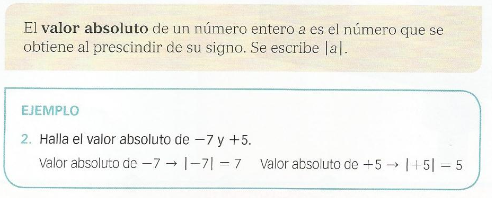 El valor absoluto de un número entero a es el número que se
obtiene al prescindir de su signo. Se escribe |a|.
EJEMPLO
2. Halla el valor absoluto de −7 y +5.
Valor absoluto de −7 → |−7| = 7 Valor absoluto de +5 → |+5| = 5